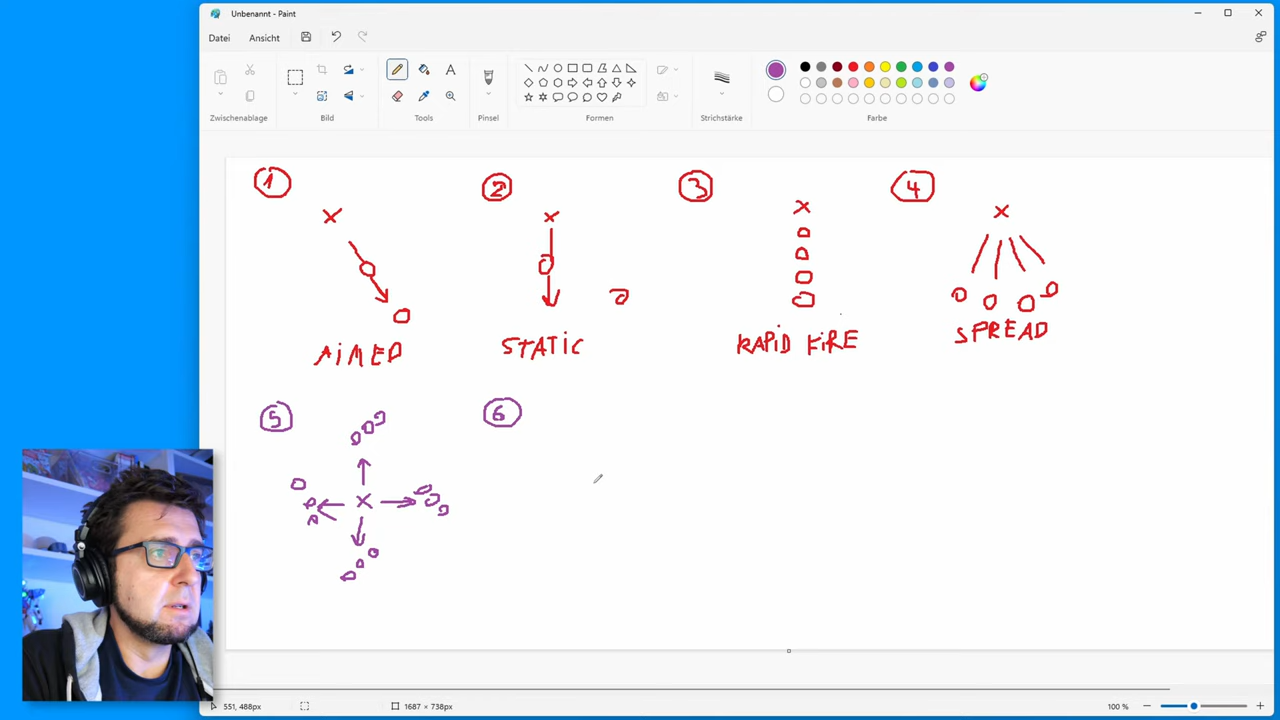 Unbenannt - Paint
Datei Ansicht
Zwischenablage Bild Tools Pinsel Formen Strichstärke Farbe
1 2 3 4
x x x x
AiMED STATiC RAPiD FiRE SPREAD
5 6
x
551, 488px 1687 × 738px 100 %